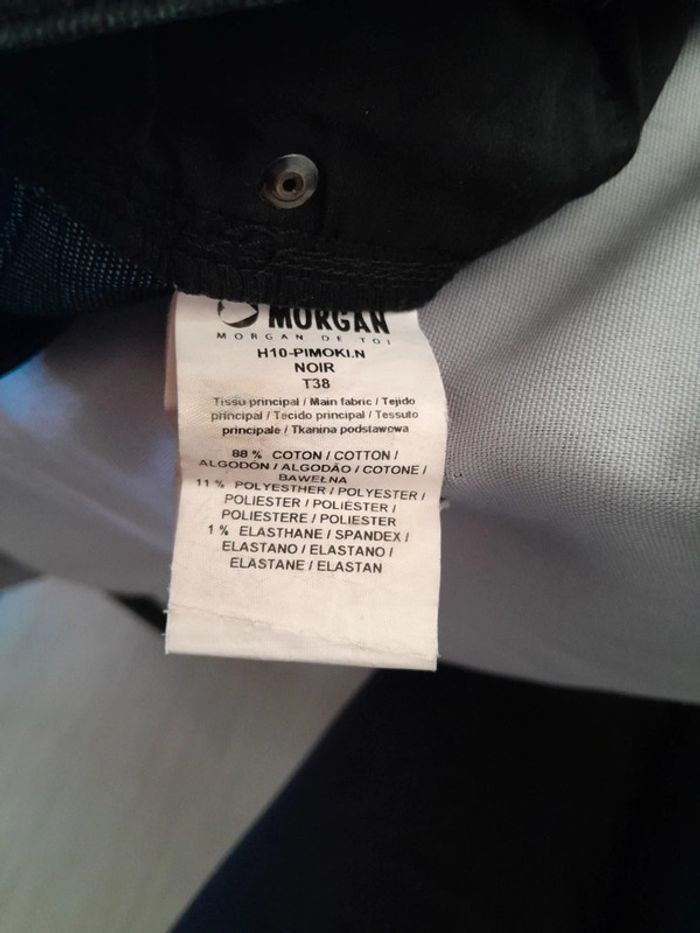 MORGAN
MORGAN DE TOI
H10-PIMOKI.N
NOIR
T38
Tissu principal / Main fabric / Tejido
principal / Tecido principal / Tessuto
principale / Tkanina podstawowa
88 % COTON / COTTON /
ALGODÓN / ALGODÃO / COTONE /
BAWEŁNA
11 % POLYESTHER / POLYESTER /
POLIESTER / POLIÉSTER /
POLIESTERE / POLIESTER
1 % ELASTHANE / SPANDEX /
ELASTANO / ELASTANO /
ELASTANE / ELASTAN